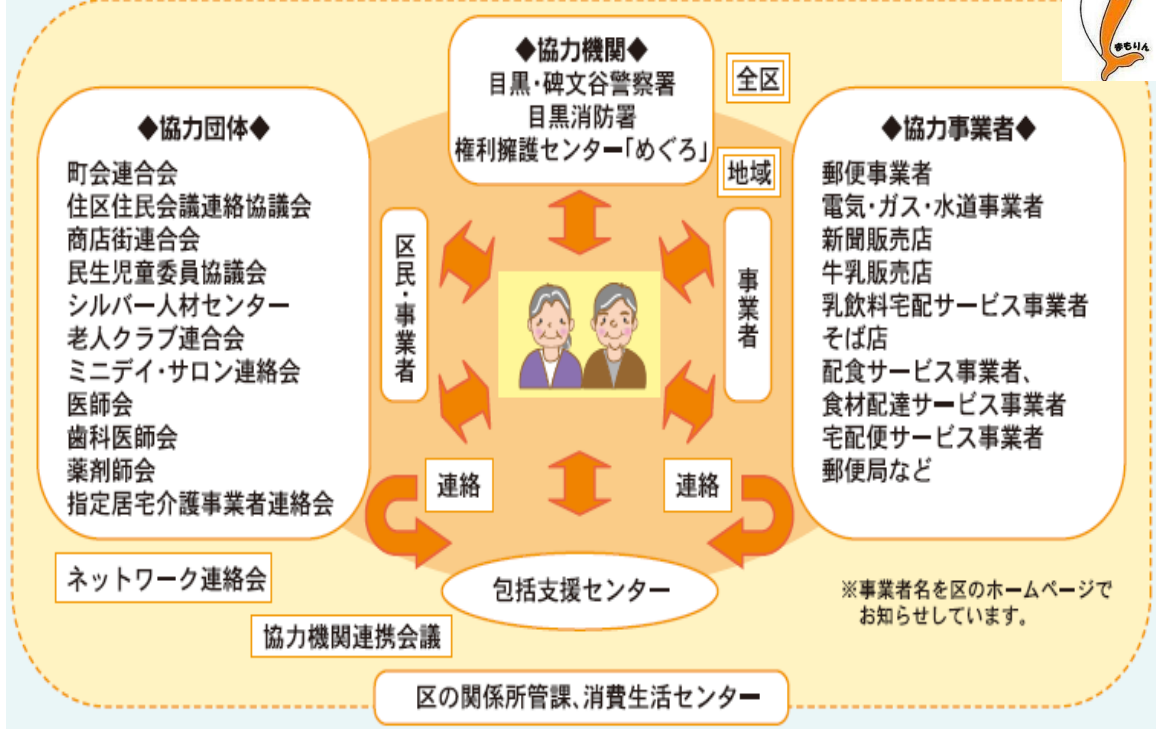 まもりん
◆協力機関◆
目黒・碑文谷警察署
目黒消防署
権利擁護センター「めぐろ」
全区
地域
◆協力団体◆
町会連合会
住区住民会議連絡協議会
商店街連合会
民生児童委員協議会
シルバー人材センター
老人クラブ連合会
ミニデイ・サロン連絡会
医師会
歯科医師会
薬剤師会
指定居宅介護事業者連絡会
区民・事業者
事業者
◆協力事業者◆
郵便事業者
電気・ガス・水道事業者
新聞販売店
牛乳販売店
乳飲料宅配サービス事業者
そば店
配食サービス事業者、
食材配達サービス事業者
宅配便サービス事業者
郵便局など
連絡
連絡
ネットワーク連絡会
包括支援センター
※事業者名を区のホームページで
お知らせしています。
協力機関連携会議
区の関係所管課、消費生活センター